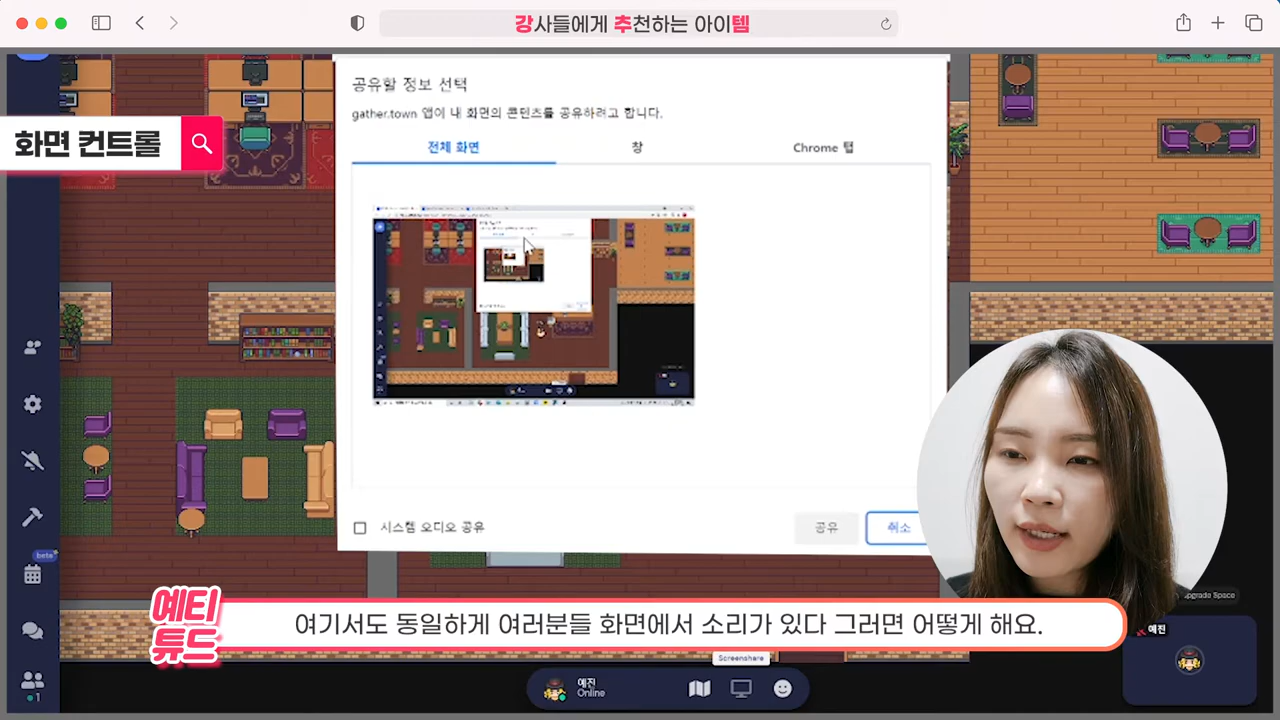 강사들에게 추천하는 아이템
공유할 정보 선택
gather.town 앱이 내 화면의 콘텐츠를 공유하려고 합니다.
화면 컨트롤
전체 화면
창
Chrome 탭
시스템 오디오 공유
공유
취소
beta
Upgrade Space
예티
튜드
여기서도 동일하게 여러분들 화면에서 소리가 있다 그러면 어떻게 해요.
예진
Screenshare
예진
Online
1